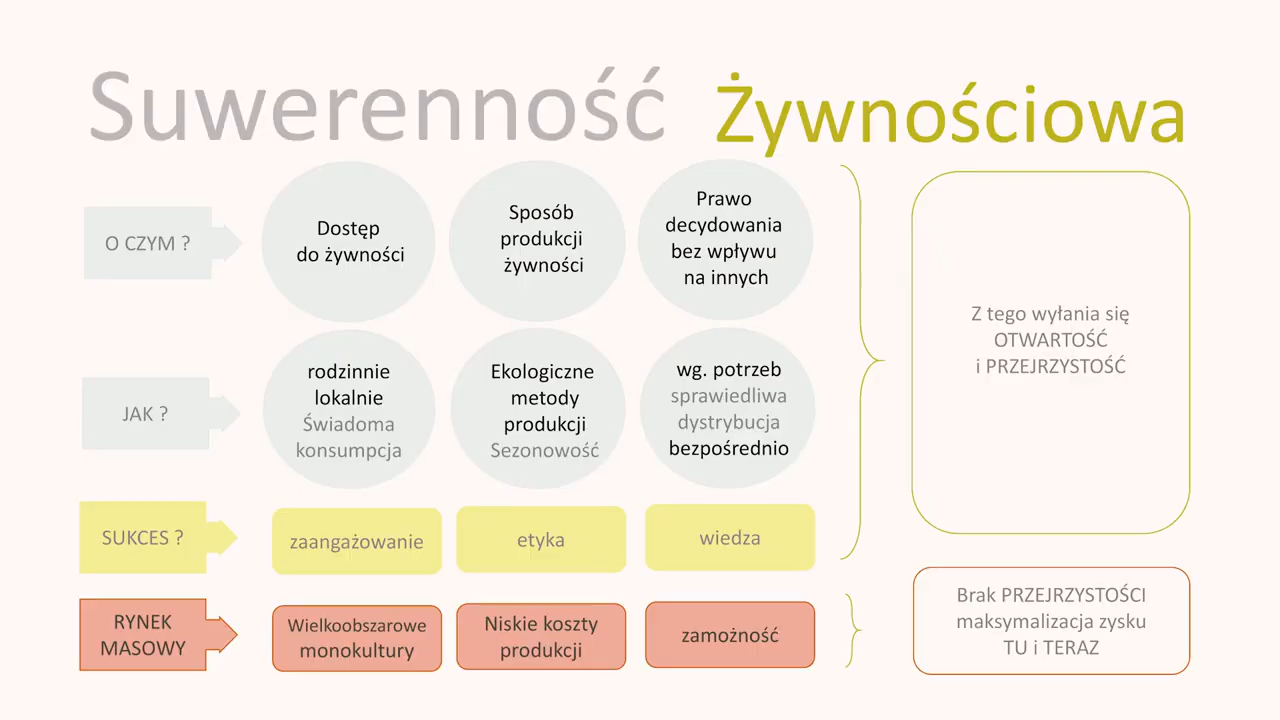 Suwerenność Żywnościowa
O CZYM ?
Dostęp
do żywności
Sposób
produkcji
żywności
Prawo
decydowania
bez wpływu
na innych
JAK ?
rodzinnie
lokalnie
Świadoma
konsumpcja
Ekologiczne
metody
produkcji
Sezonowość
wg. potrzeb
sprawiedliwa
dystrybucja
bezpośrednio
Z tego wyłania się
OTWARTOŚĆ
i PRZEJRZYSTOŚĆ
SUKCES ?
zaangażowanie
etyka
wiedza
RYNEK
MASOWY
Wielkoobszarowe
monokultury
Niskie koszty
produkcji
zamożność
Brak PRZEJRZYSTOŚCI
maksymalizacja zysku
TU i TERAZ